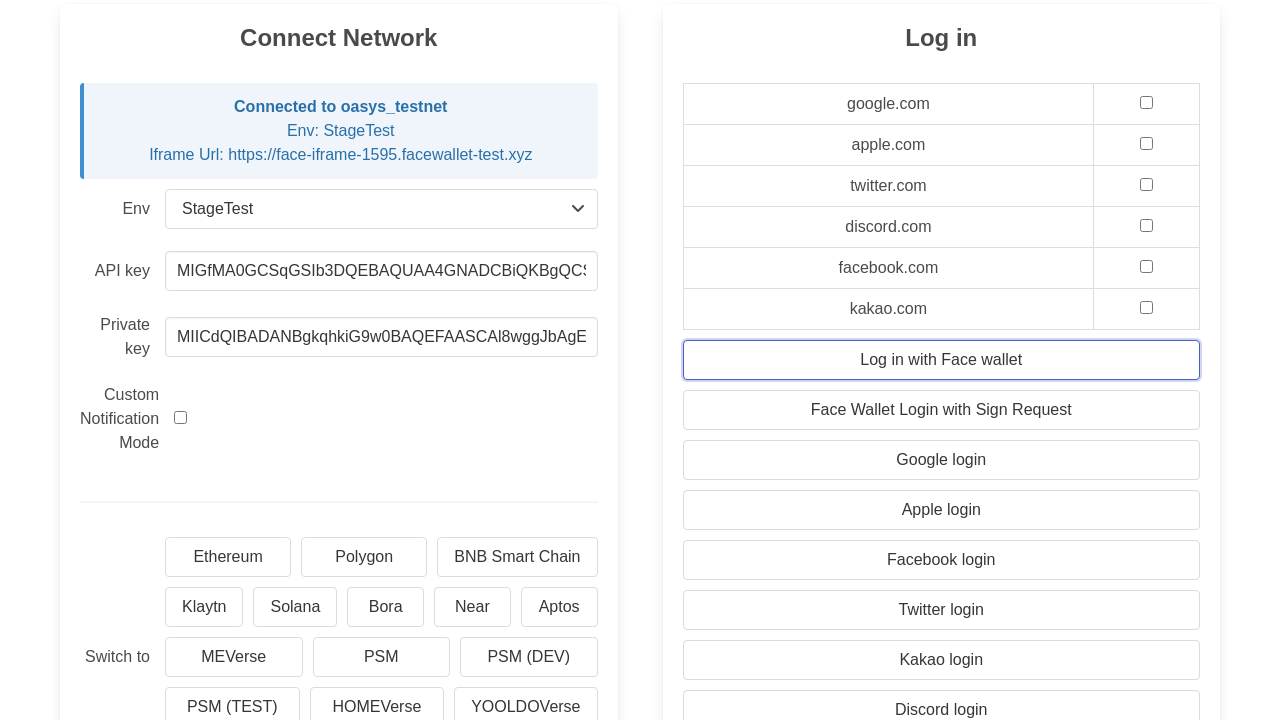 Connect Network
Connected to oasys_testnet
Env: StageTest
Iframe Url: https://face-iframe-1595.facewallet-test.xyz
Env
StageTest
API key
MIGfMA0GCSqGSIb3DQEBAQUAA4GNADCBiQKBgQCS
Private
key
MIICdQIBADANBgkqhkiG9w0BAQEFAASCAl8wggJbAgE
Custom
Notification
Mode
Ethereum
Polygon
BNB Smart Chain
Klaytn
Solana
Bora
Near
Aptos
Switch to
MEVerse
PSM
PSM (DEV)
PSM (TEST)
HOMEVerse
YOOLDOVerse
Log in
google.com
apple.com
twitter.com
discord.com
facebook.com
kakao.com
Log in with Face wallet
Face Wallet Login with Sign Request
Google login
Apple login
Facebook login
Twitter login
Kakao login
Discord login